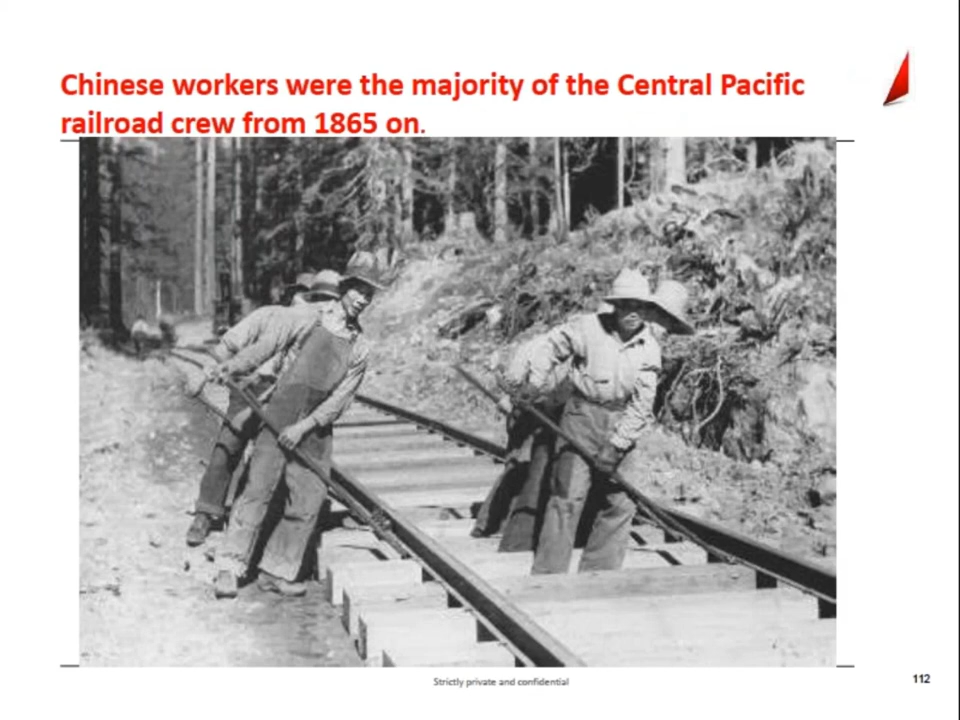 Chinese workers were the majority of the Central Pacific
railroad crew from 1865 on.
Strictly private and confidential
112